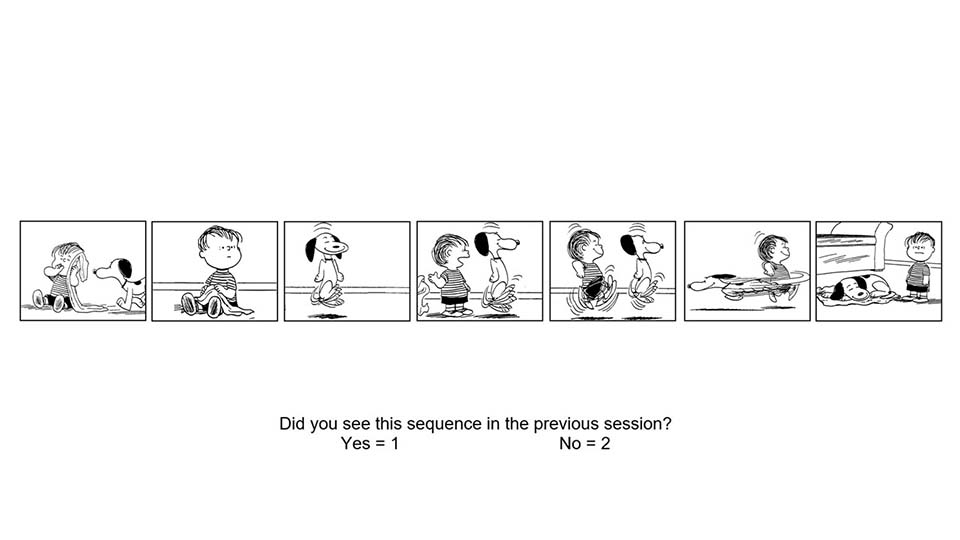 Did you see this sequence in the previous session?
Yes = 1 No = 2